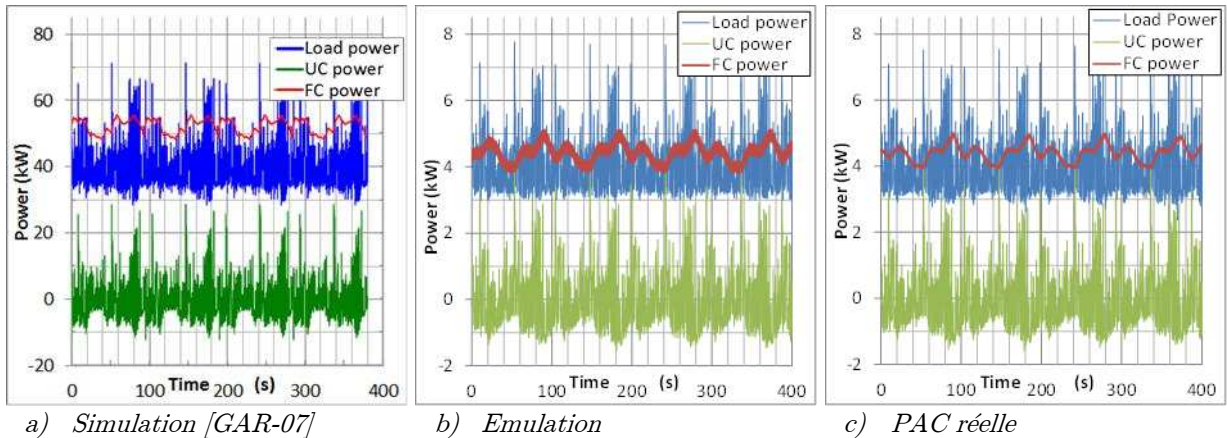 80
60
40
20
0
-20
Power (kW)
0 100 200 300 400
Time (s)
Load power
UC power
FC power
a) Simulation [GAR-07]
8
6
4
2
0
-2
Power (kW)
0 100 200 300 400
Time (s)
Load power
UC power
FC power
b) Emulation
8
6
4
2
0
-2
Power (kW)
0 100 200 300 400
Time (s)
Load Power
UC power
FC power
c) PAC réelle